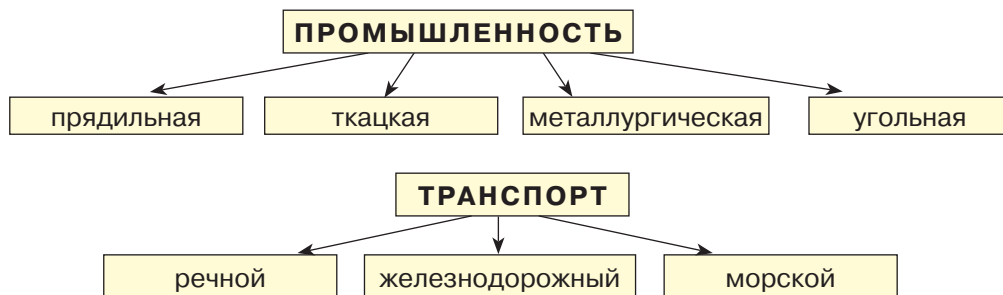 ПРОМЫШЛЕННОСТЬ
прядильная ткацкая металлургическая угольная
ТРАНСПОРТ
речной железнодорожный морской